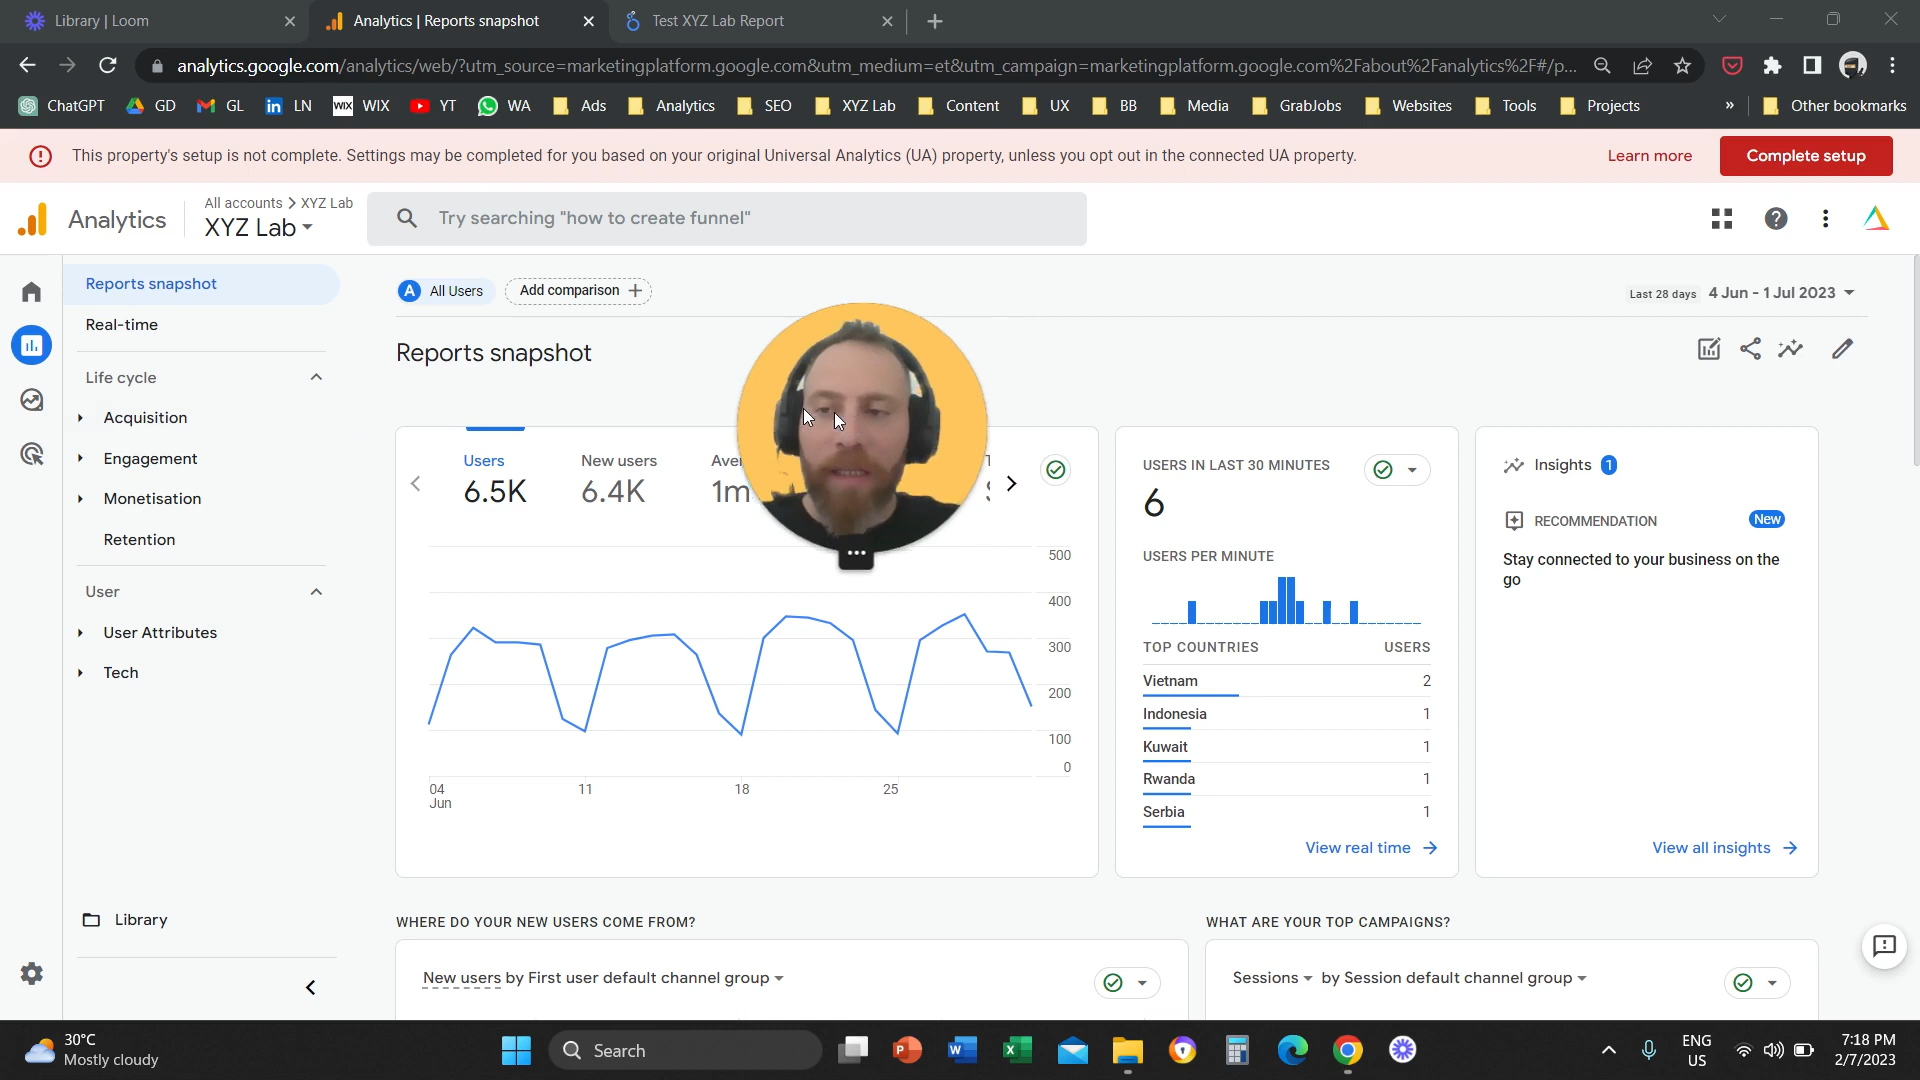 Library | Loom
Analytics | Reports snapshot
Test XYZ Lab Report
analytics.google.com/analytics/web/?utm_source=marketingplatform.google.com&utm_medium=et&utm_campaign=marketingplatform.google.com%2Fabout%2Fanalytics%2F#/p...
ChatGPT GD GL LN WIX YT WA Ads Analytics SEO XYZ Lab Content UX BB Media GrabJobs Websites Tools Projects » Other bookmarks
This property's setup is not complete. Settings may be completed for you based on your original Universal Analytics (UA) property, unless you opt out in the connected UA property.
Learn more
Complete setup
Analytics
All accounts > XYZ Lab
XYZ Lab
Try searching "how to create funnel"
Reports snapshot
Real-time
Life cycle
Acquisition
Engagement
Monetisation
Retention
User
User Attributes
Tech
Library
A All Users
Add comparison +
Last 28 days 4 Jun - 1 Jul 2023
Reports snapshot
Users
6.5K
New users
6.4K
1m
500
400
300
200
100
0
04
Jun
11
18
25
USERS IN LAST 30 MINUTES
6
USERS PER MINUTE
TOP COUNTRIES USERS
Vietnam 2
Indonesia 1
Kuwait 1
Rwanda 1
Serbia 1
View real time
Insights 1
RECOMMENDATION
New
Stay connected to your business on the
go
View all insights
WHERE DO YOUR NEW USERS COME FROM?
New users by First user default channel group
WHAT ARE YOUR TOP CAMPAIGNS?
Sessions by Session default channel group
30°C
Mostly cloudy
Search
ENG
US
7:18 PM
2/7/2023